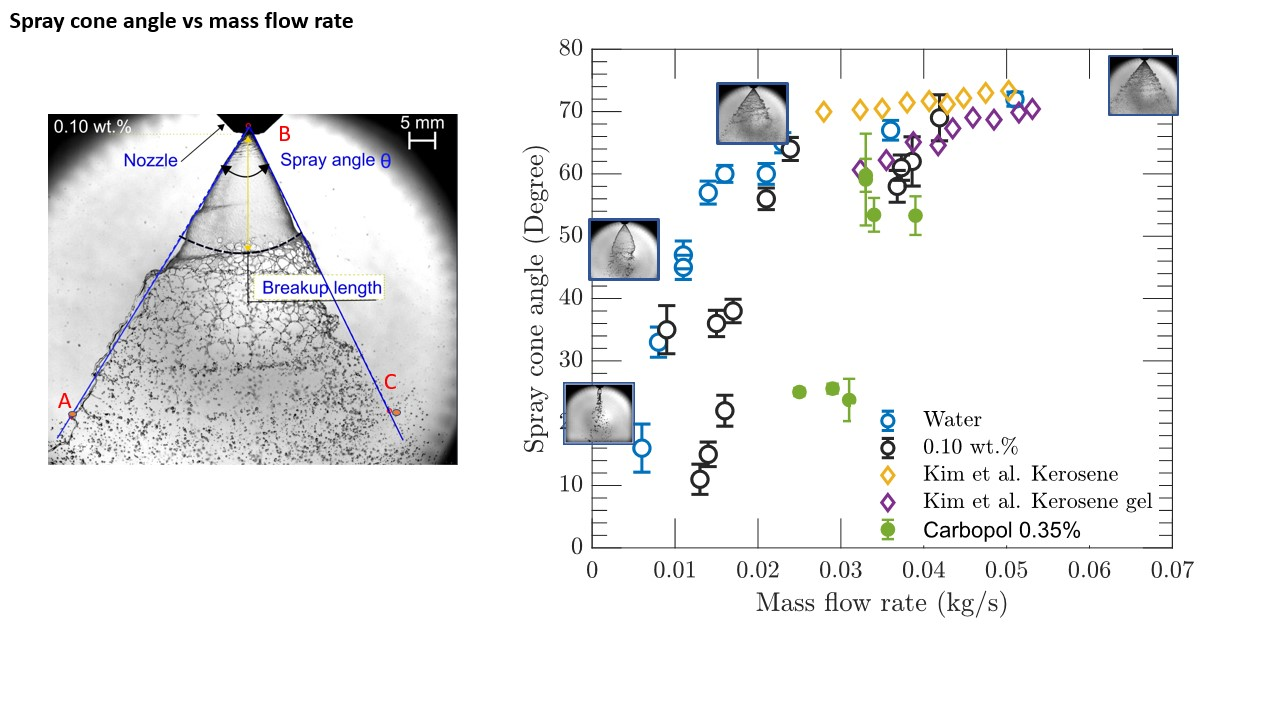 Spray cone angle vs mass flow rate
0.10 wt.%
5 mm
B
Nozzle
Spray angle θ
Breakup length
A
C
80
70
60
50
40
30
10
0
Spray cone angle (Degree)
Water
0.10 wt.%
Kim et al. Kerosene
Kim et al. Kerosene gel
Carbopol 0.35%
0 0.01 0.02 0.03 0.04 0.05 0.06 0.07
Mass flow rate (kg/s)